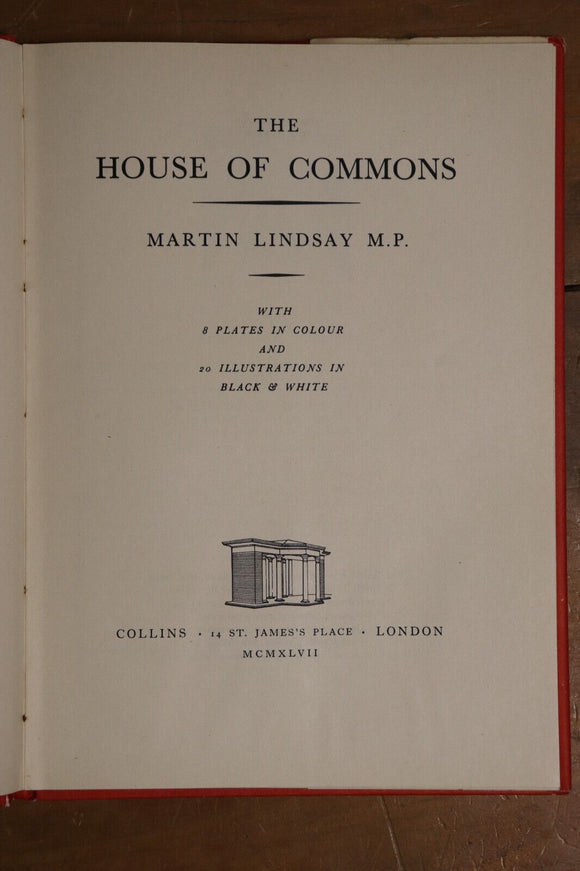 THE
HOUSE OF COMMONS
MARTIN LINDSAY M.P.
WITH
8 PLATES IN COLOUR
AND
20 ILLUSTRATIONS IN
BLACK & WHITE
COLLINS · 14 ST. JAMES'S PLACE · LONDON
MCMXLVII